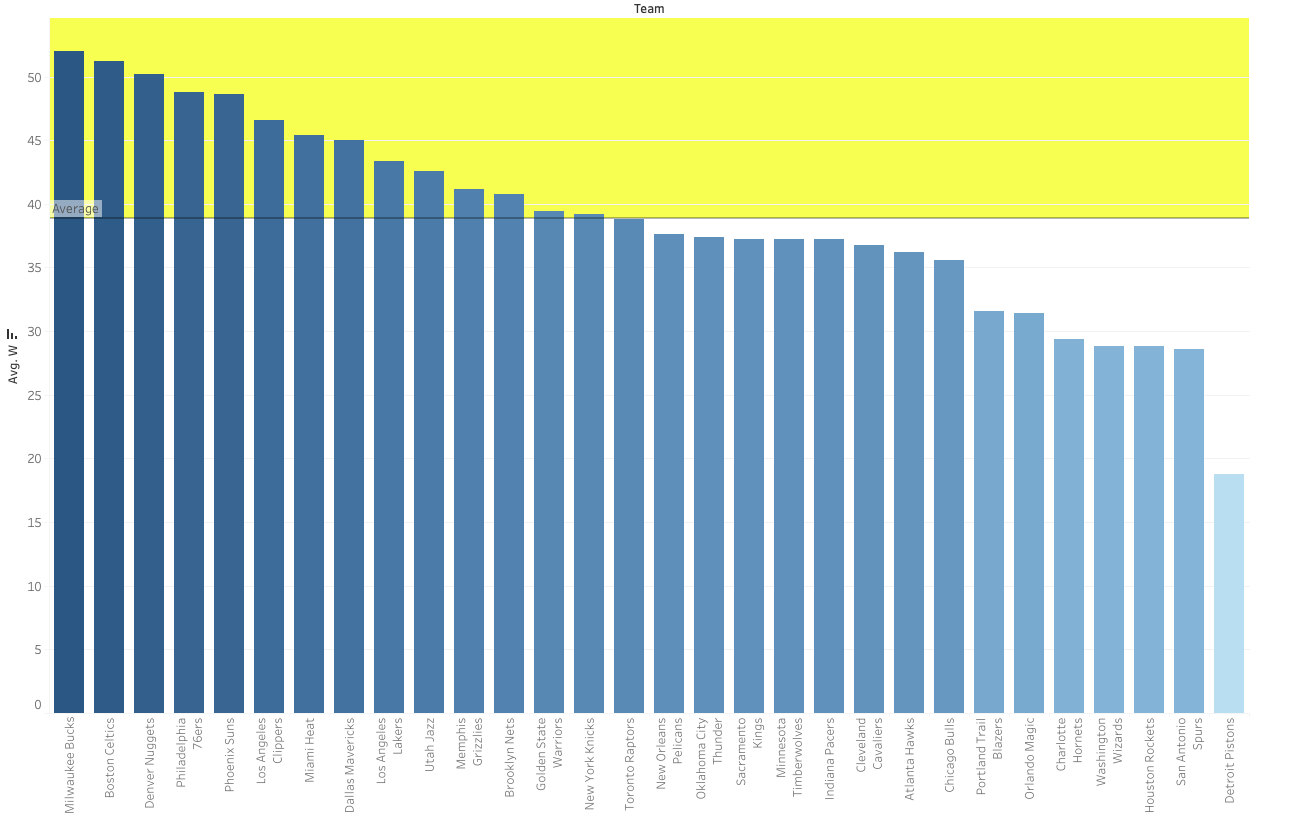 Team
50
45
40
Average
35
30
25
20
15
10
5
0
Avg. W
Milwaukee Bucks
Boston Celtics
Denver Nuggets
Philadelphia
76ers
Phoenix Suns
Los Angeles
Clippers
Miami Heat
Dallas Mavericks
Los Angeles
Lakers
Utah Jazz
Memphis
Grizzlies
Brooklyn Nets
Golden State
Warriors
New York Knicks
Toronto Raptors
New Orleans
Pelicans
Oklahoma City
Thunder
Sacramento
Kings
Minnesota
Timberwolves
Indiana Pacers
Cleveland
Cavaliers
Atlanta Hawks
Chicago Bulls
Portland Trail
Blazers
Orlando Magic
Charlotte
Hornets
Washington
Wizards
Houston Rockets
San Antonio
Spurs
Detroit Pistons